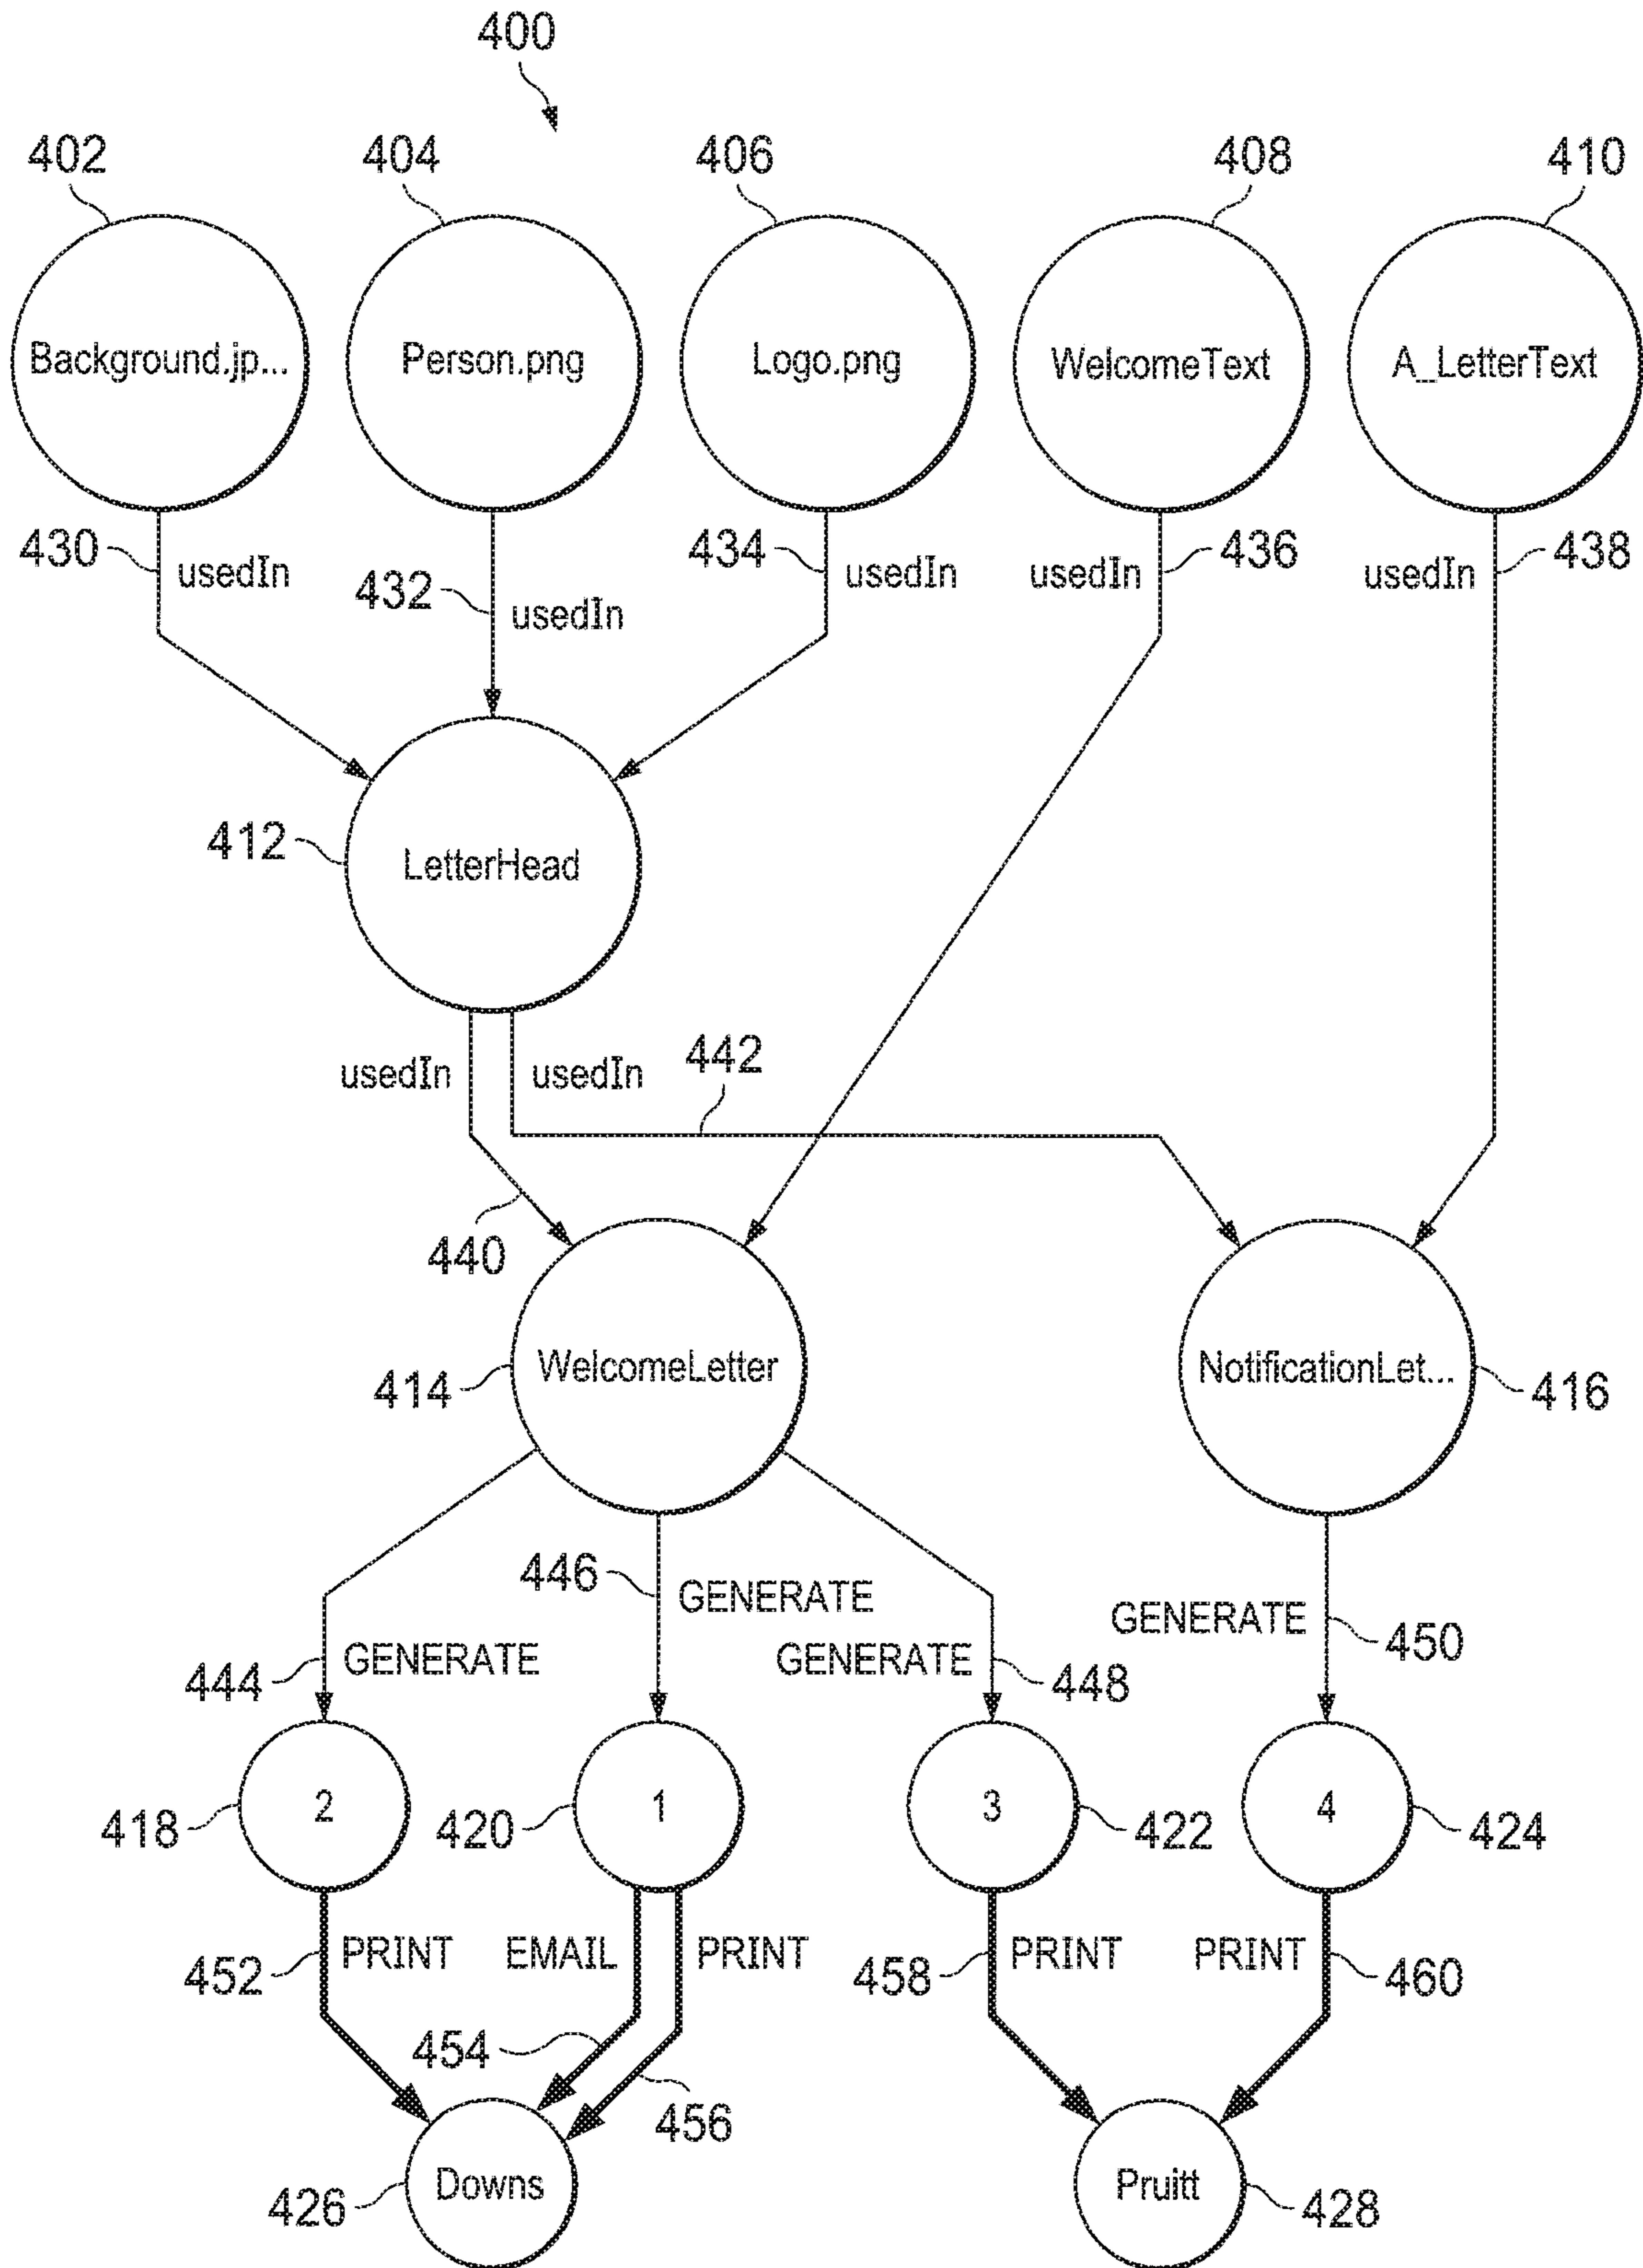 400
402
404
406
408
410
Background.jp...
Person.png
Logo.png
WelcomeText
A_LetterText
430
usedIn
432
usedIn
434
usedIn
usedIn
436
usedIn
438
412
LetterHead
usedIn
usedIn
442
440
414
WelcomeLetter
NotificationLet...
416
444
GENERATE
446
GENERATE
GENERATE
448
GENERATE
450
418
2
420
1
3
422
4
424
452
PRINT
EMAIL
PRINT
458
PRINT
PRINT
460
454
456
426
Downs
Pruitt
428